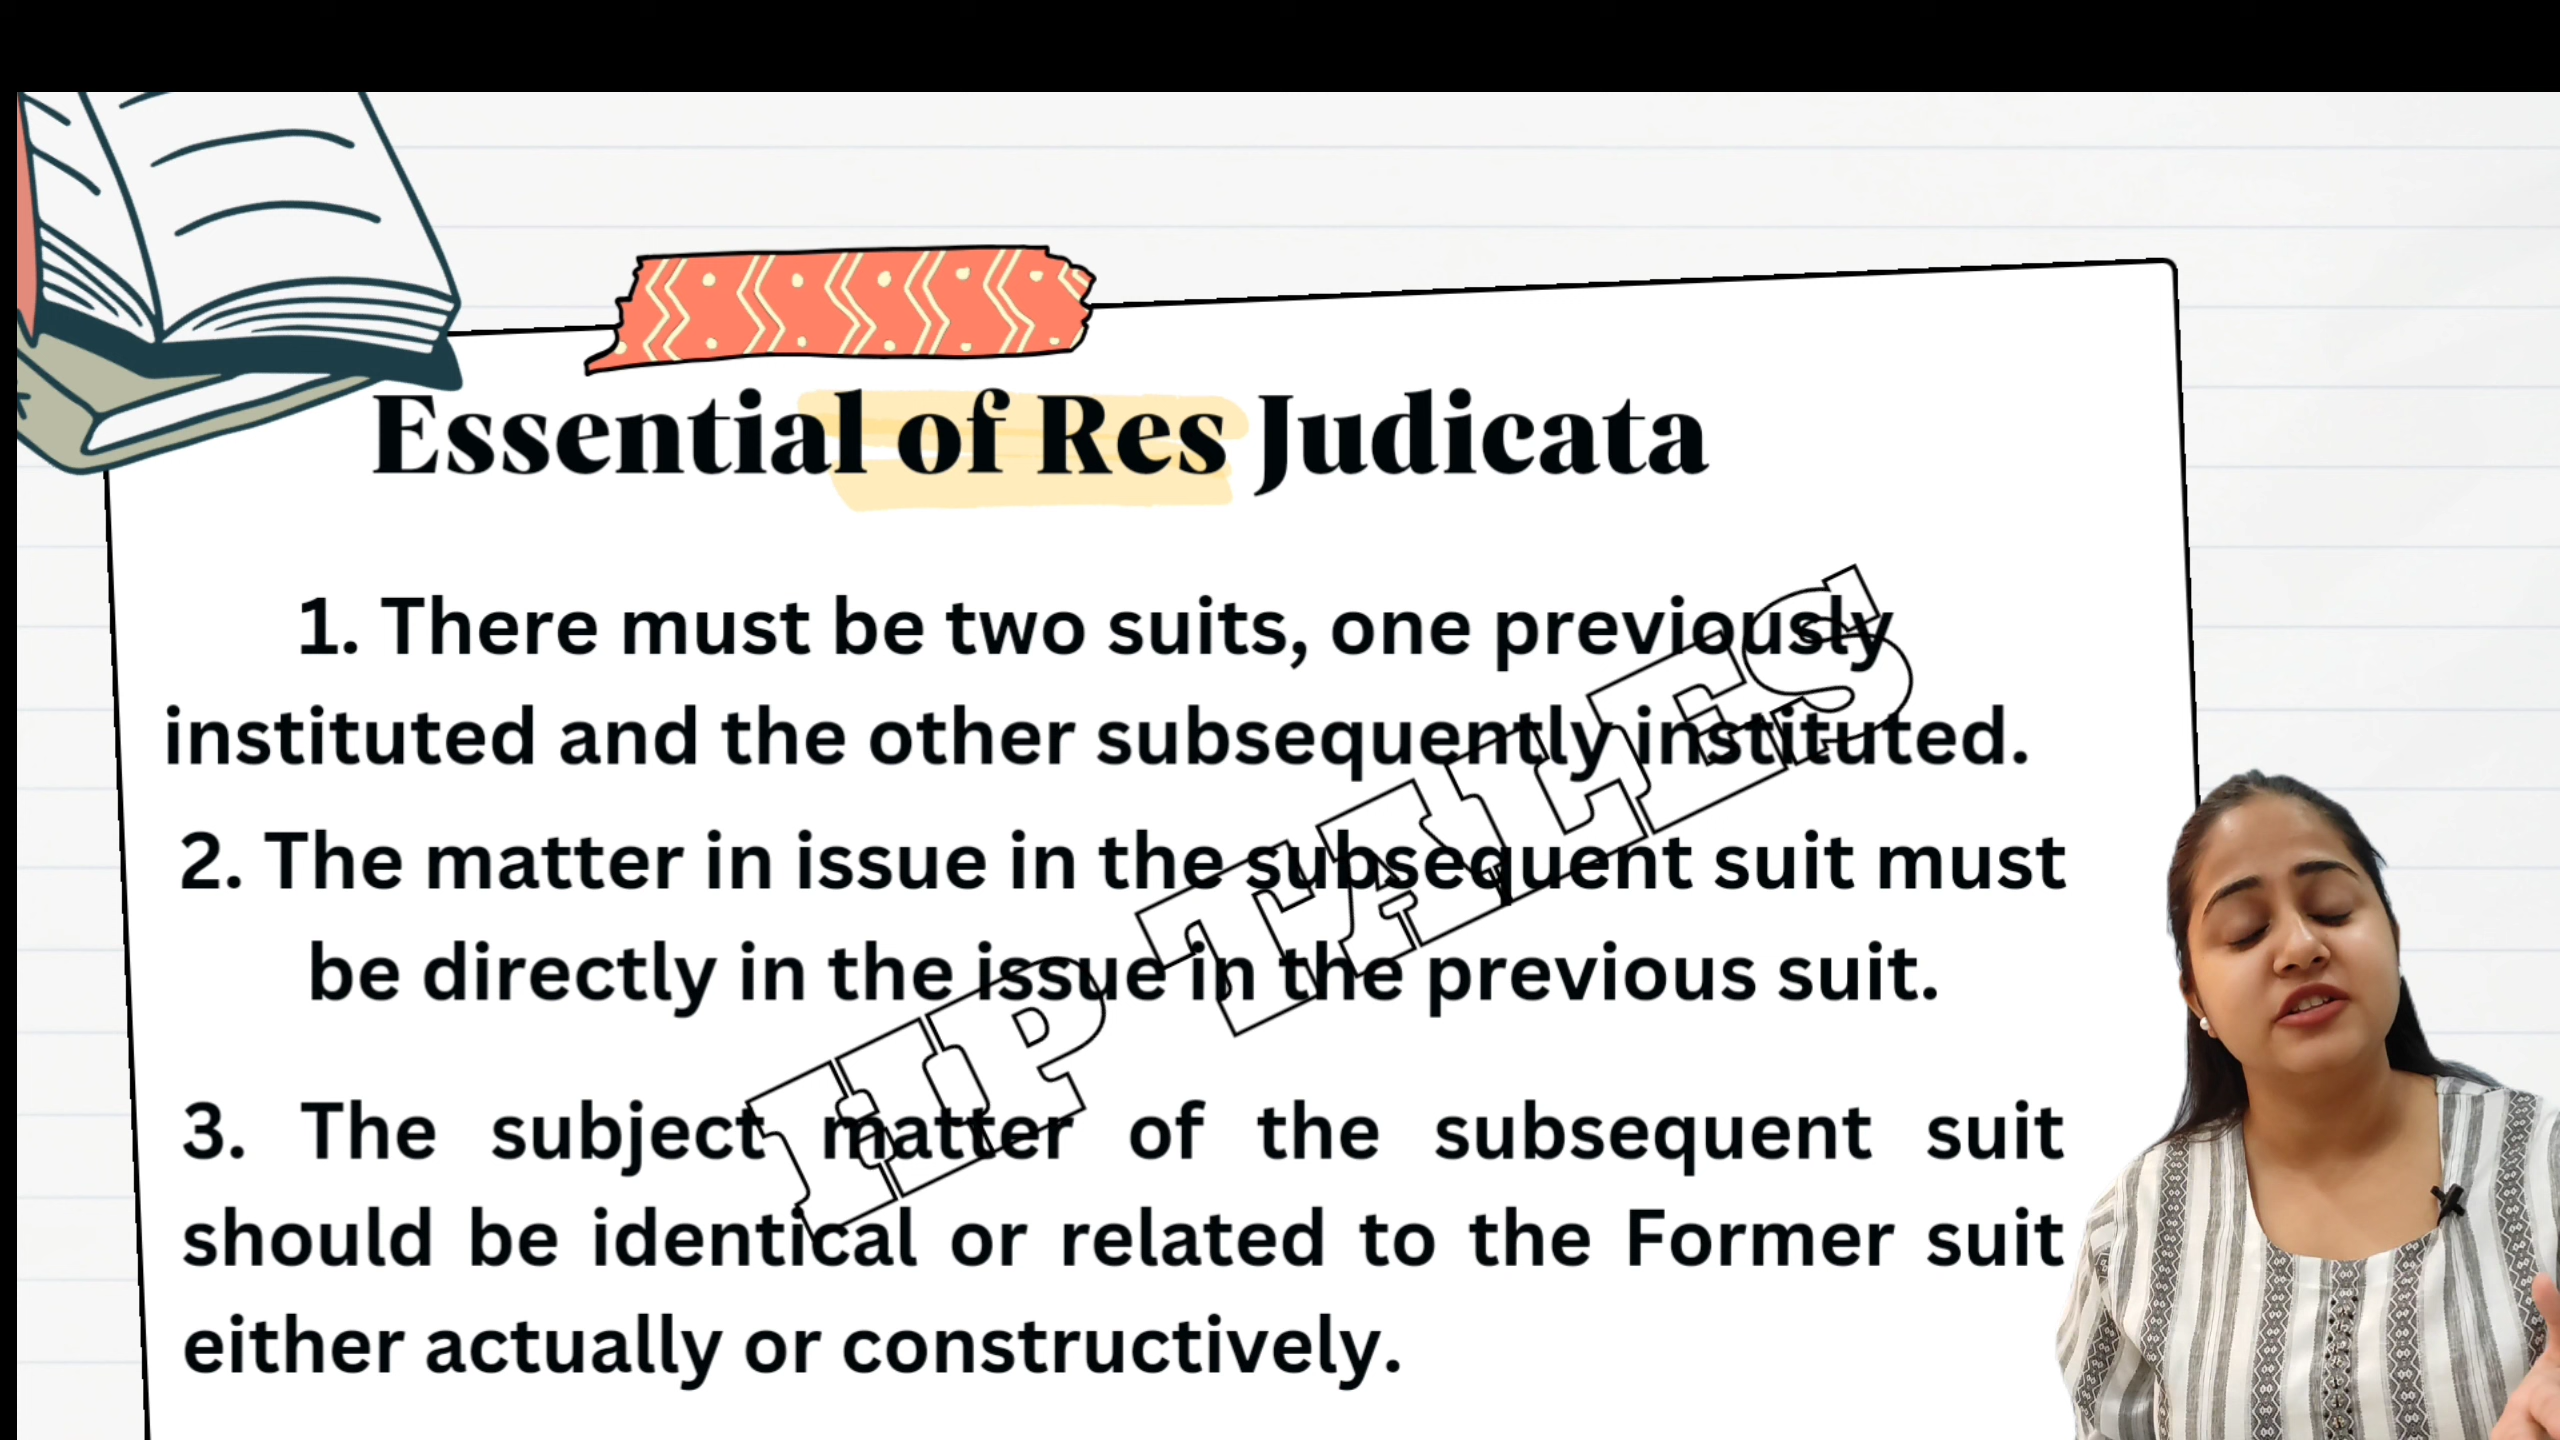 Essential of Res Judicata
1. There must be two suits, one previously
instituted and the other subsequently instituted.
2. The matter in issue in the subsequent suit must
be directly in the issue in the previous suit.
3. The subject matter of the subsequent suit
should be identical or related to the Former suit
either actually or constructively.